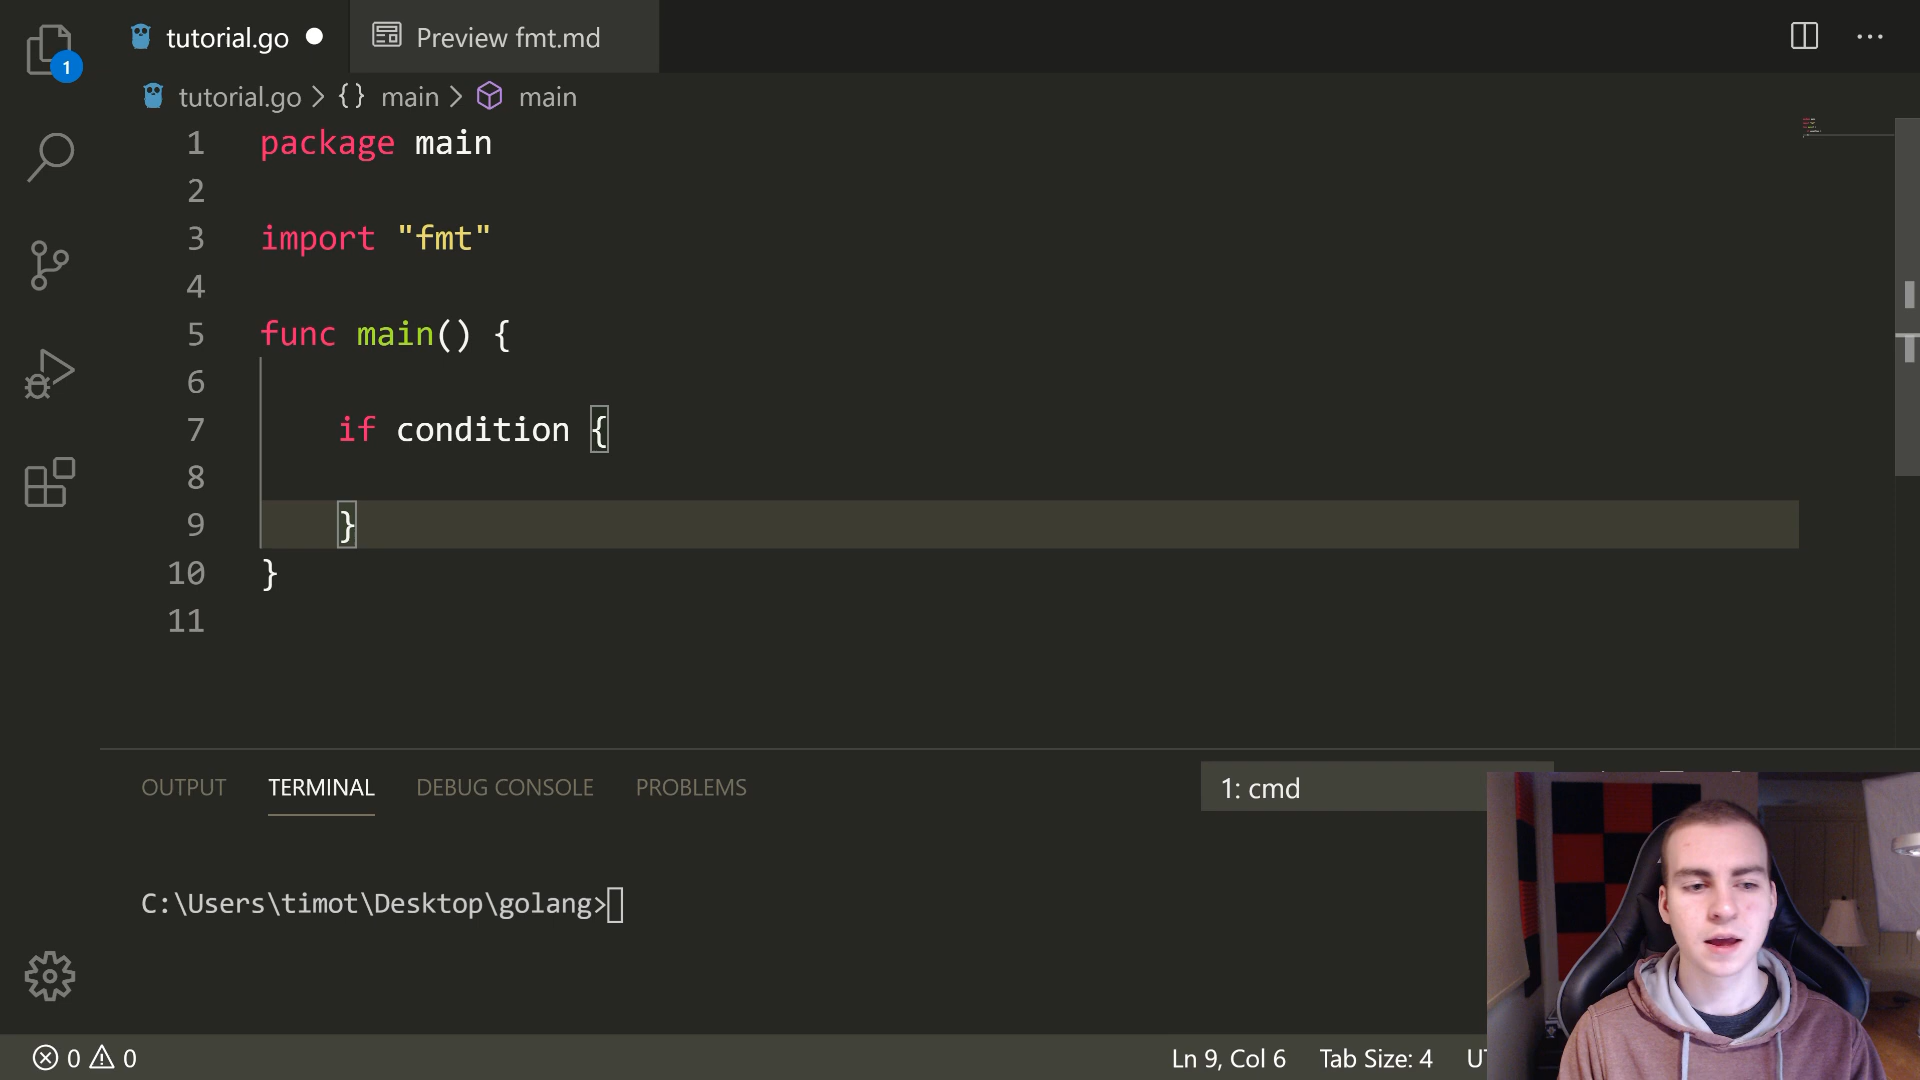 1
tutorial.go
Preview fmt.md
tutorial.go > {} main > main
1 package main
2
3 import "fmt"
4
5 func main() {
6
7 if condition {
8
9 }
10 }
11
OUTPUT TERMINAL DEBUG CONSOLE PROBLEMS
1: cmd
C:\Users\timot\Desktop\golang>
0 0
Ln 9, Col 6 Tab Size: 4